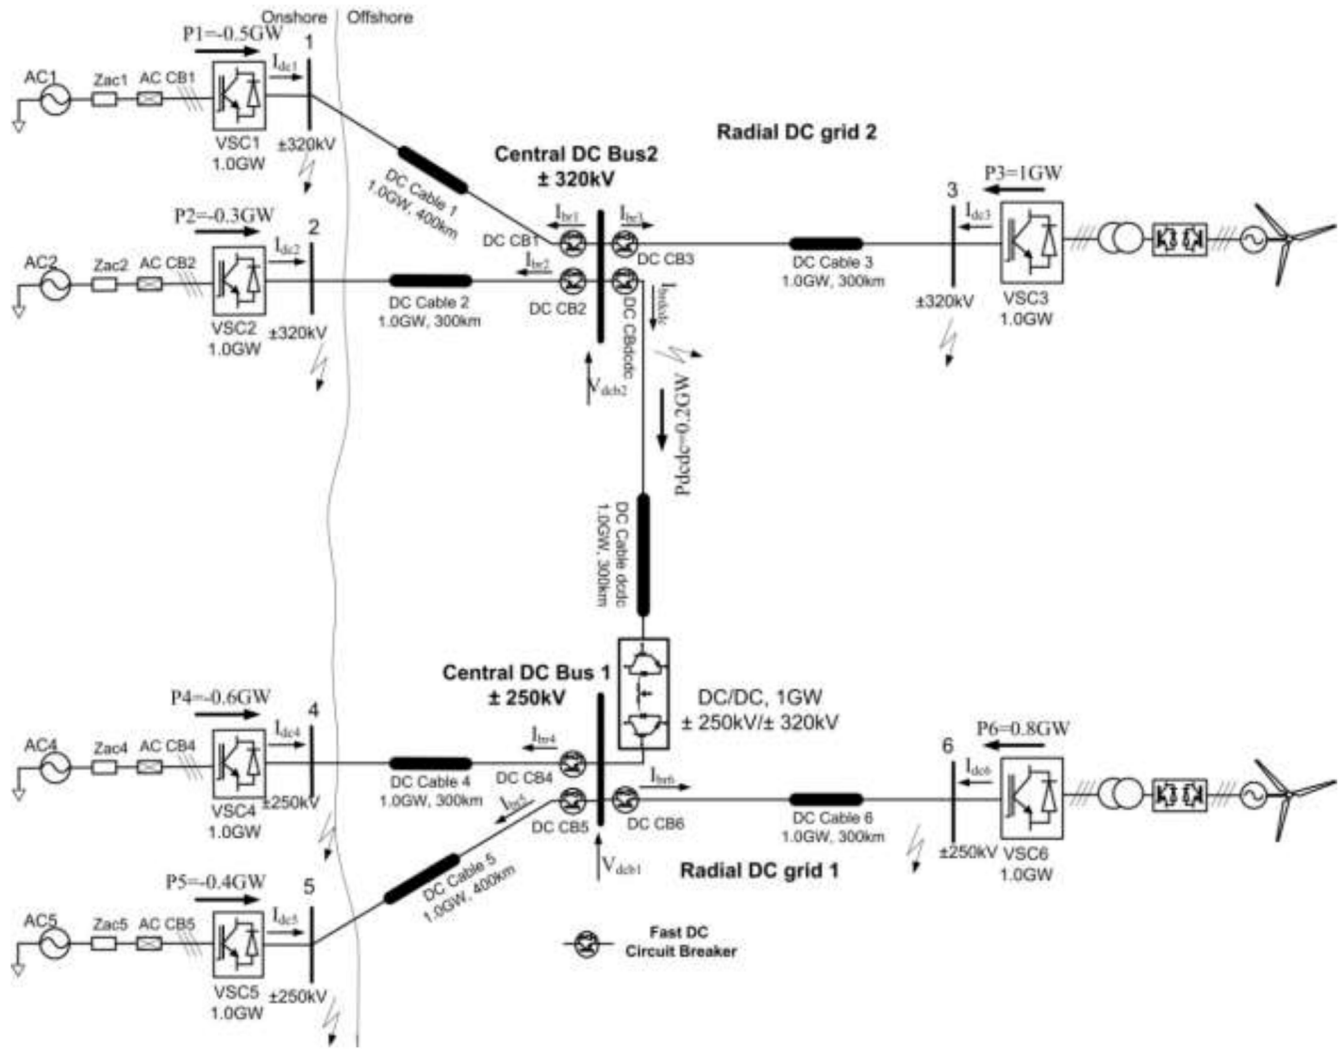 Onshore
Offshore
P1=-0.5GW
Idc1
1
AC1
Zac1
AC CB1
VSC1
1.0GW
±320kV
DC Cable 1
1.0GW, 400km
Central DC Bus2
± 320kV
Radial DC grid 2
P2=-0.3GW
Idc2
2
AC2
Zac2
AC CB2
VSC2
1.0GW
±320kV
DC Cable 2
1.0GW, 300km
Ibr1
DC CB1
Ibr2
DC CB2
Ibr3
DC CB3
Ibrdcdc
DC CBdcdc
Vdcb2
DC Cable 3
1.0GW, 300km
P3=1GW
3
Idc3
±320kV
VSC3
1.0GW
Pdcdc=0.2GW
DC Cable dcdc
1.0GW, 300km
Central DC Bus 1
± 250kV
DC/DC, 1GW
± 250kV/± 320kV
P4=-0.6GW
Idc4
4
AC4
Zac4
AC CB4
VSC4
1.0GW
±250kV
DC Cable 4
1.0GW, 300km
Ibr4
DC CB4
Ibr5
DC CB5
Ibr6
DC CB6
Vdcb1
DC Cable 6
1.0GW, 300km
P6=0.8GW
6
Idc6
±250kV
VSC6
1.0GW
Radial DC grid 1
P5=-0.4GW
Idc5
5
AC5
Zac5
AC CB5
VSC5
1.0GW
±250kV
DC Cable 5
1.0GW, 400km
Fast DC
Circuit Breaker